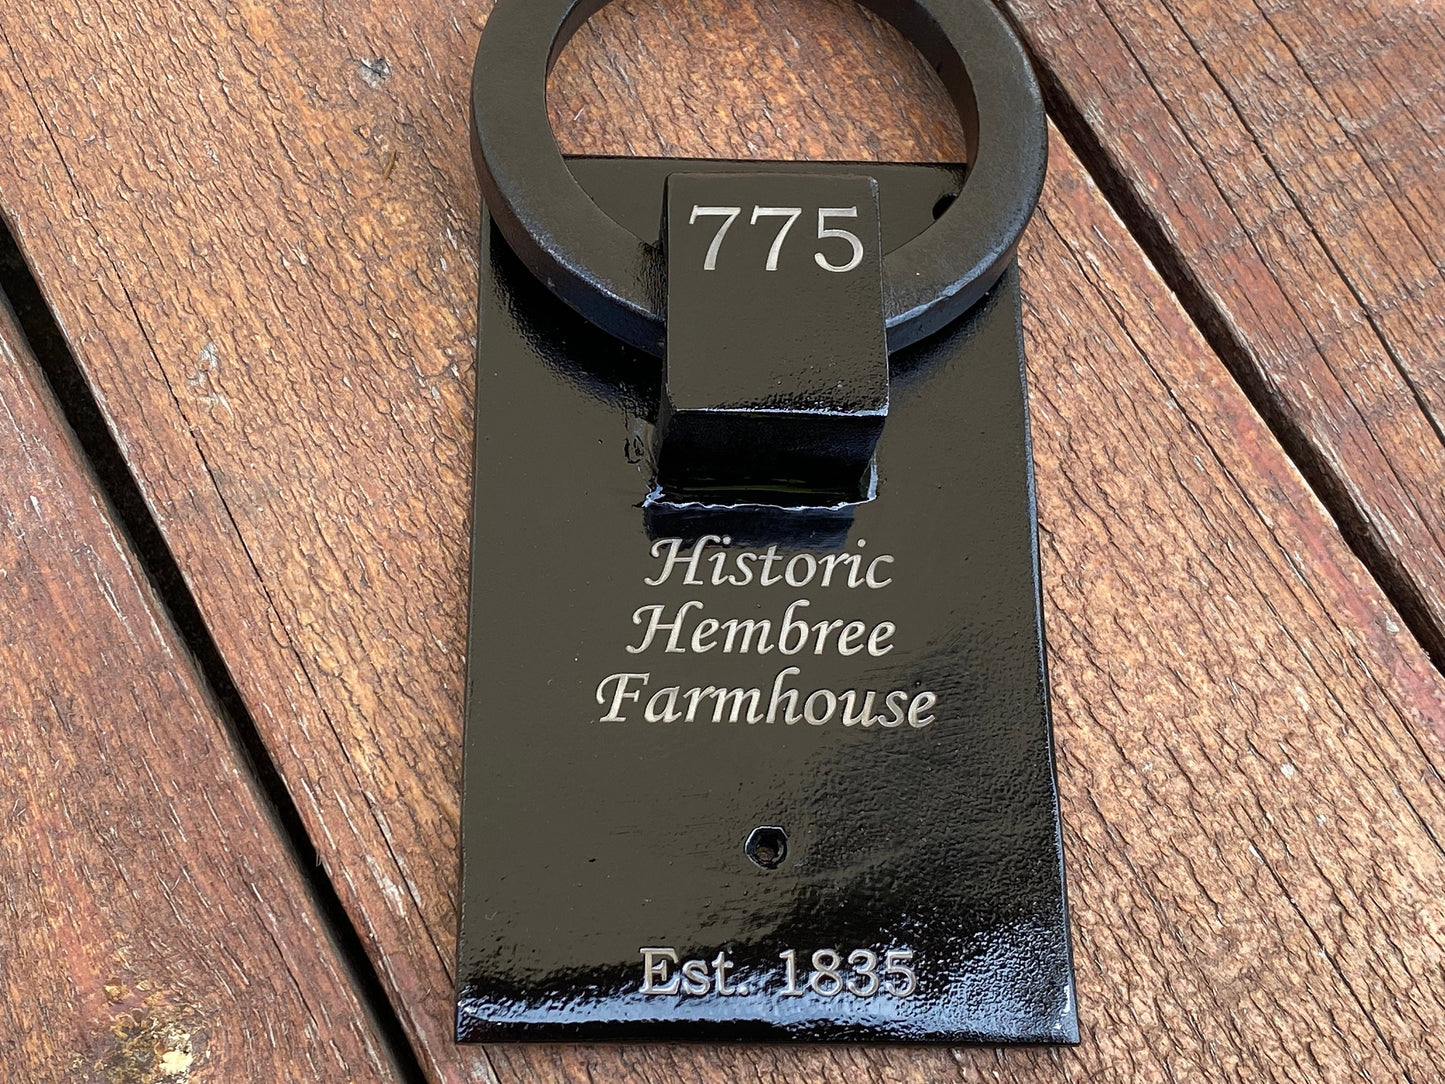 775
Historic
Hembree
Farmhouse
Est. 1835